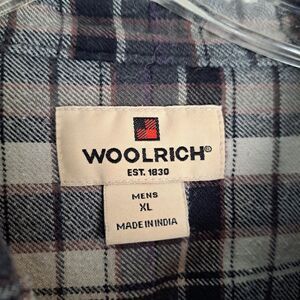 WOOLRICH®
EST. 1830
MENS
XL
MADE IN INDIA